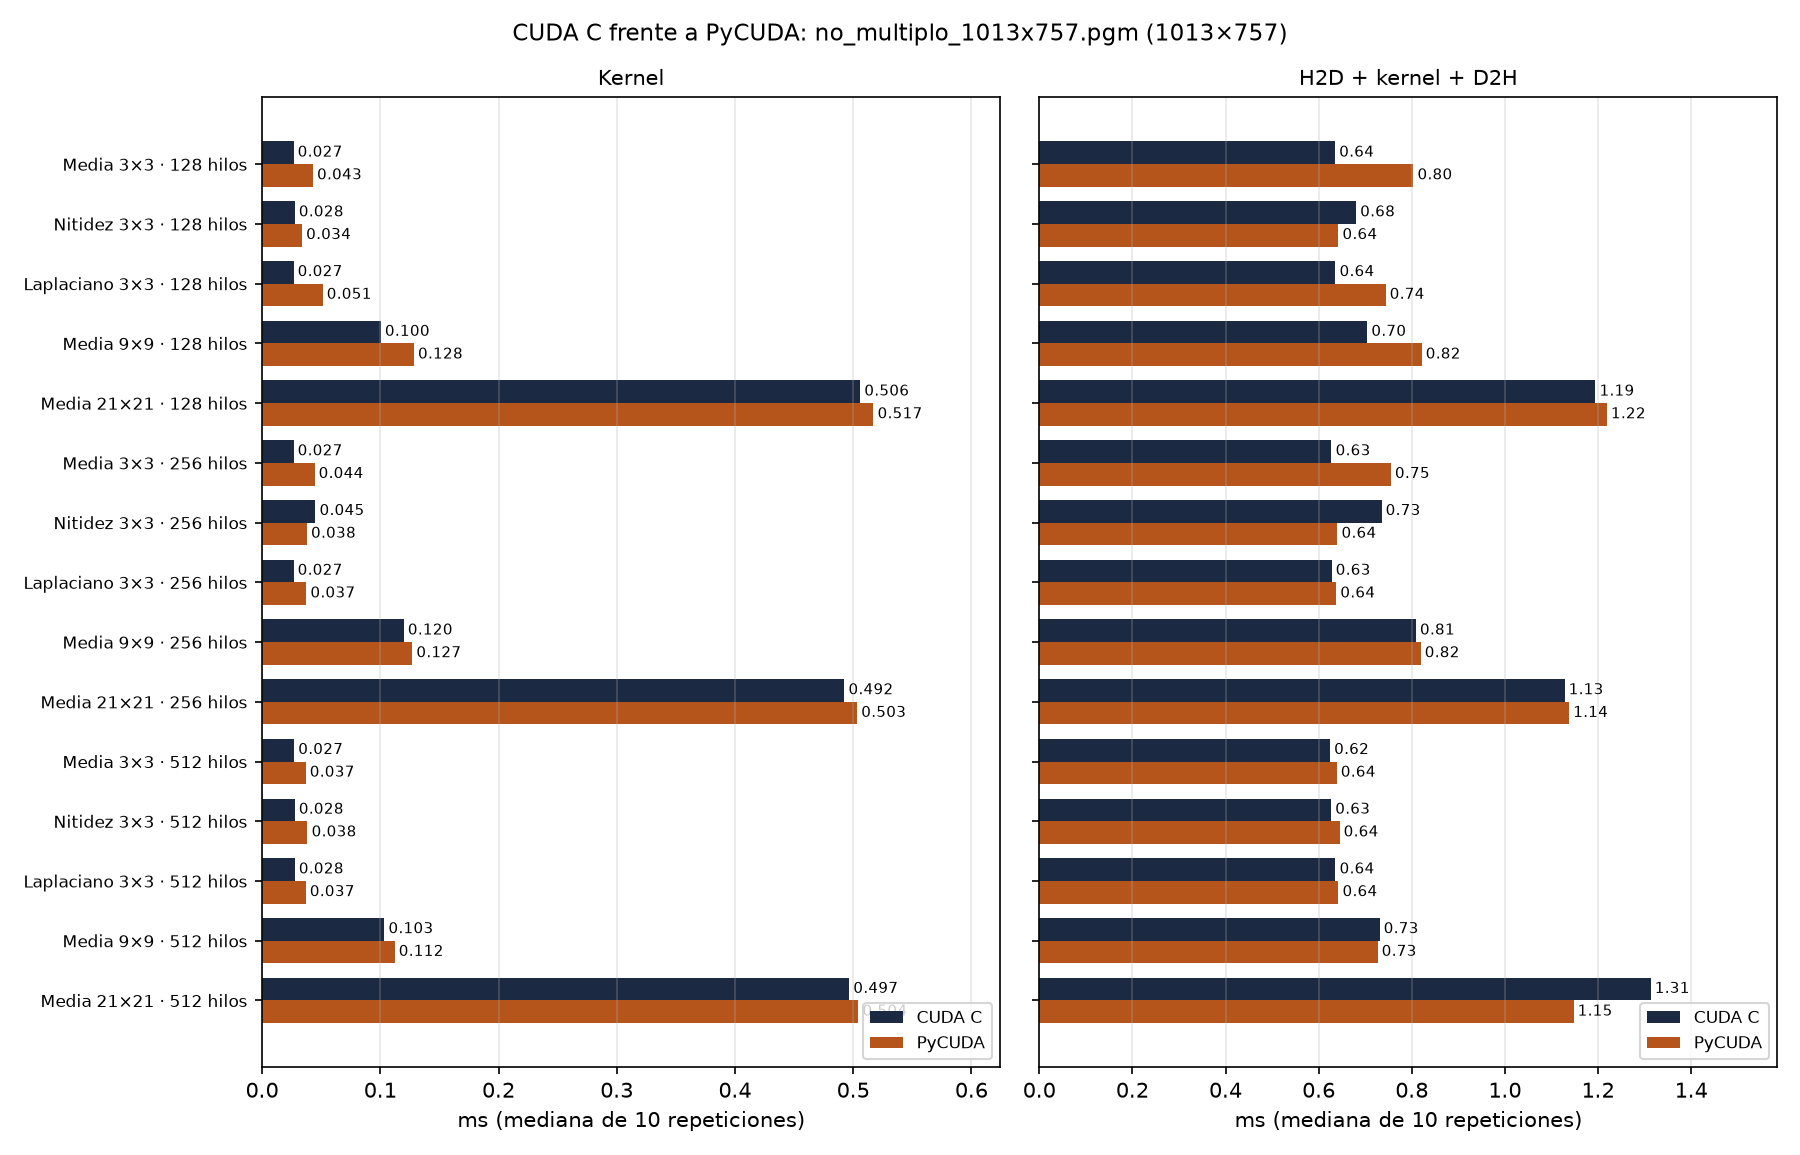 CUDA C frente a PyCUDA: no_multiplo_1013x757.pgm (1013×757)
Kernel
Media 3×3 · 128 hilos
0.027
0.043
Nitidez 3×3 · 128 hilos
0.028
0.034
Laplaciano 3×3 · 128 hilos
0.027
0.051
Media 9×9 · 128 hilos
0.100
0.128
Media 21×21 · 128 hilos
0.506
0.517
Media 3×3 · 256 hilos
0.027
0.044
Nitidez 3×3 · 256 hilos
0.045
0.038
Laplaciano 3×3 · 256 hilos
0.027
0.037
Media 9×9 · 256 hilos
0.120
0.127
Media 21×21 · 256 hilos
0.492
0.503
Media 3×3 · 512 hilos
0.027
0.037
Nitidez 3×3 · 512 hilos
0.028
0.038
Laplaciano 3×3 · 512 hilos
0.028
0.037
Media 9×9 · 512 hilos
0.103
0.112
Media 21×21 · 512 hilos
0.497
CUDA C
PyCUDA
0.0 0.1 0.2 0.3 0.4 0.5 0.6
ms (mediana de 10 repeticiones)
H2D + kernel + D2H
0.64
0.80
0.68
0.64
0.64
0.74
0.70
0.82
1.19
1.22
0.63
0.75
0.73
0.64
0.63
0.64
0.81
0.82
1.13
1.14
0.62
0.64
0.63
0.64
0.64
0.64
0.73
0.73
1.31
1.15
CUDA C
PyCUDA
0.0 0.2 0.4 0.6 0.8 1.0 1.2 1.4
ms (mediana de 10 repeticiones)